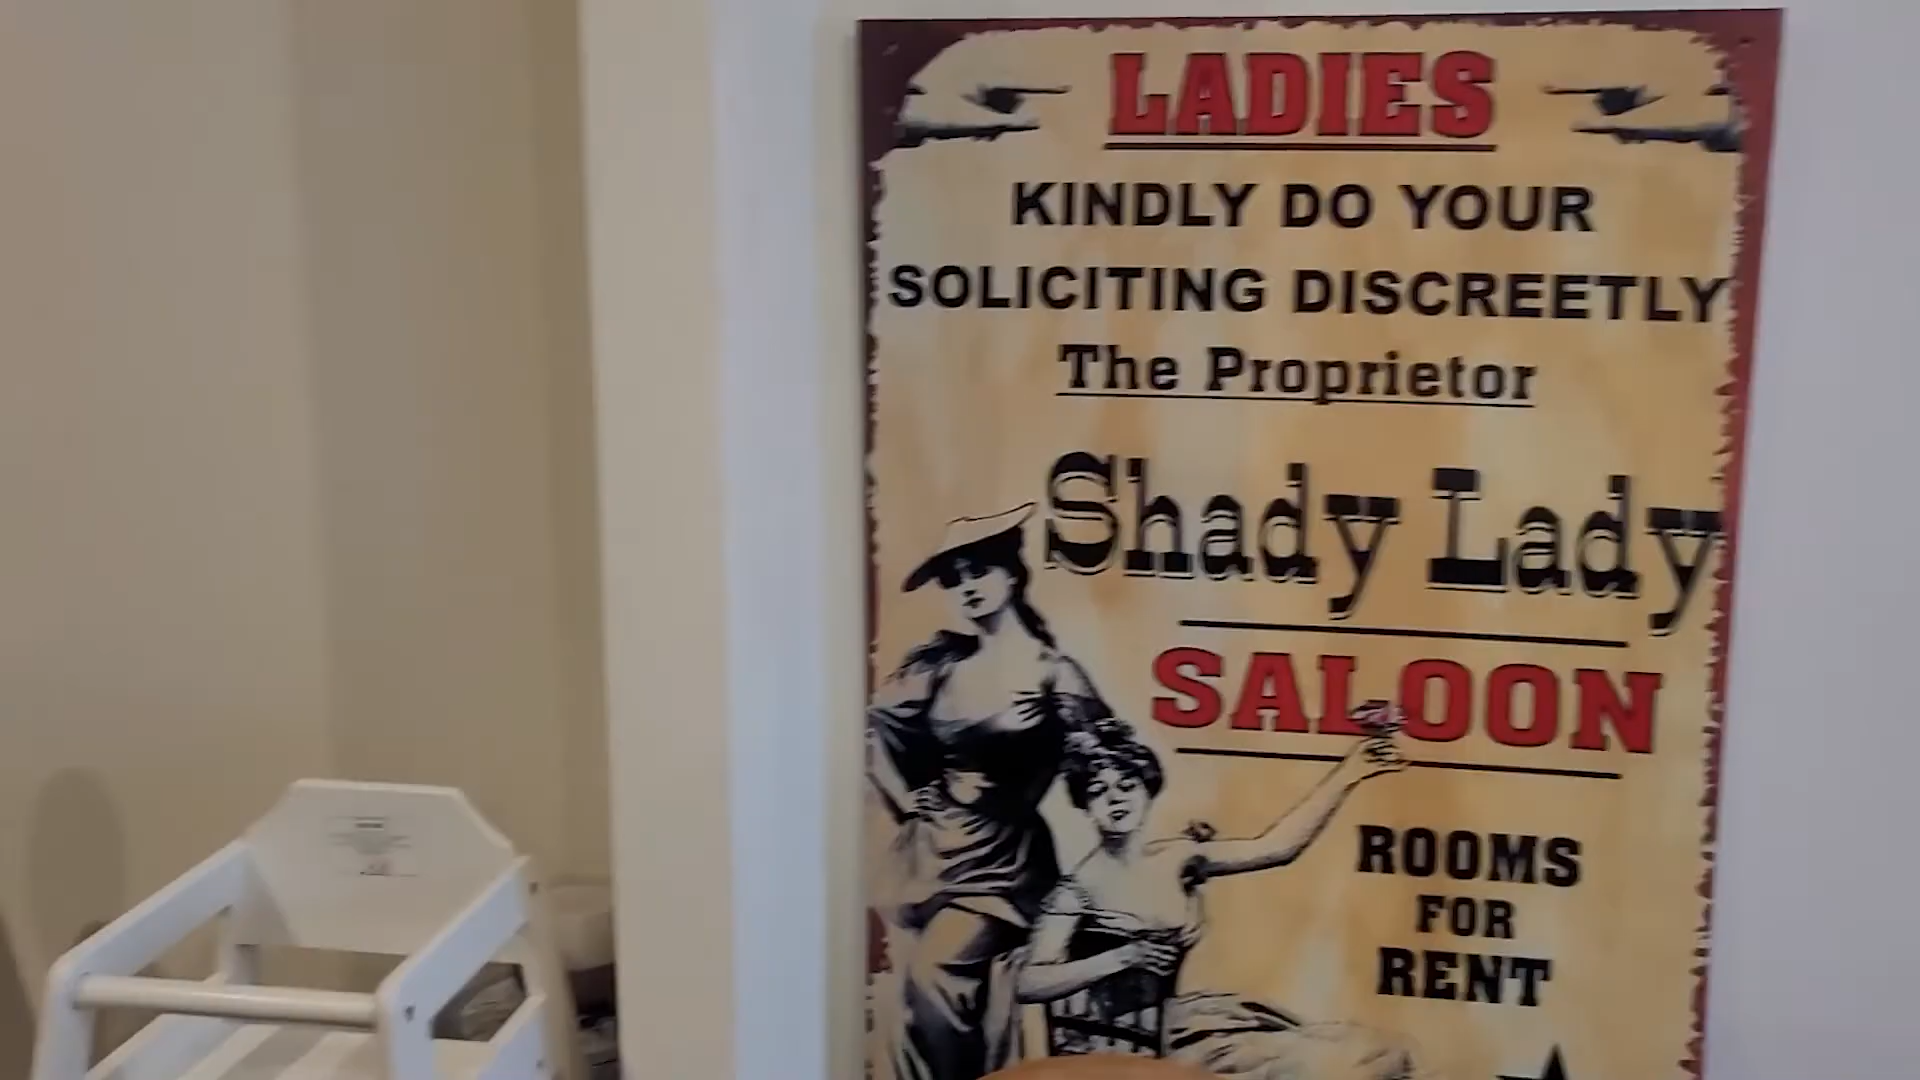 LADIES
KINDLY DO YOUR
SOLICITING DISCREETLY
The Proprietor
Shady Lady
SALOON
ROOMS
FOR
RENT